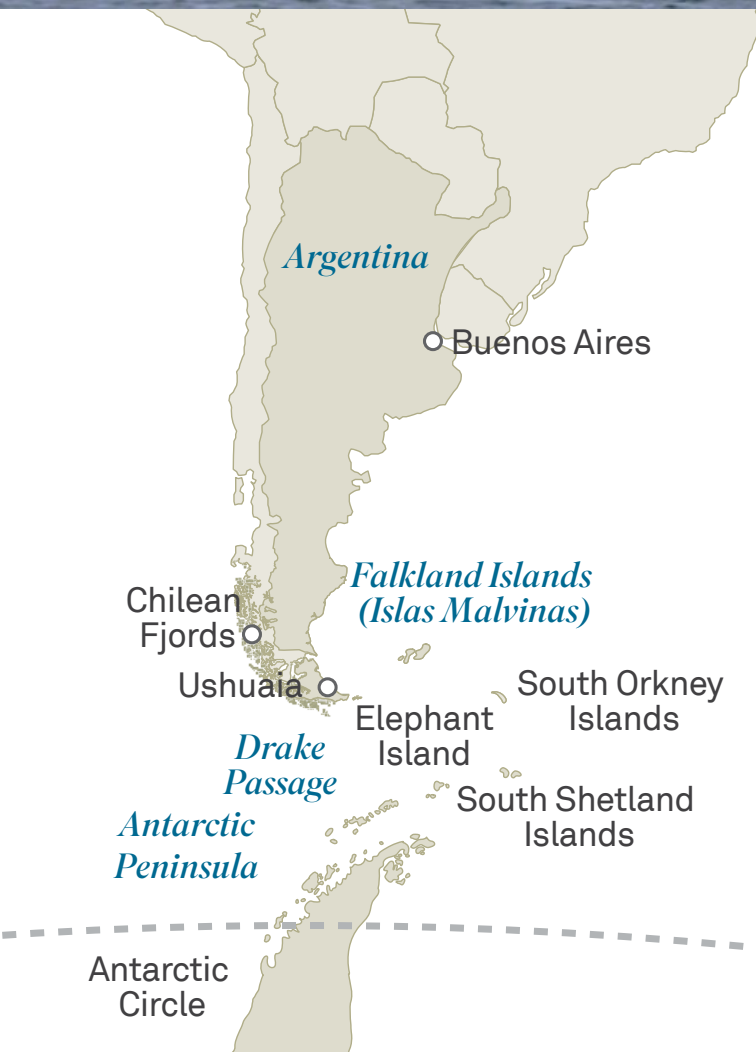 Argentina
Buenos Aires
Falkland Islands
(Islas Malvinas)
Chilean
Fjords
Ushuaia
South Orkney
Islands
Elephant
Island
Drake
Passage
South Shetland
Islands
Antarctic
Peninsula
Antarctic
Circle